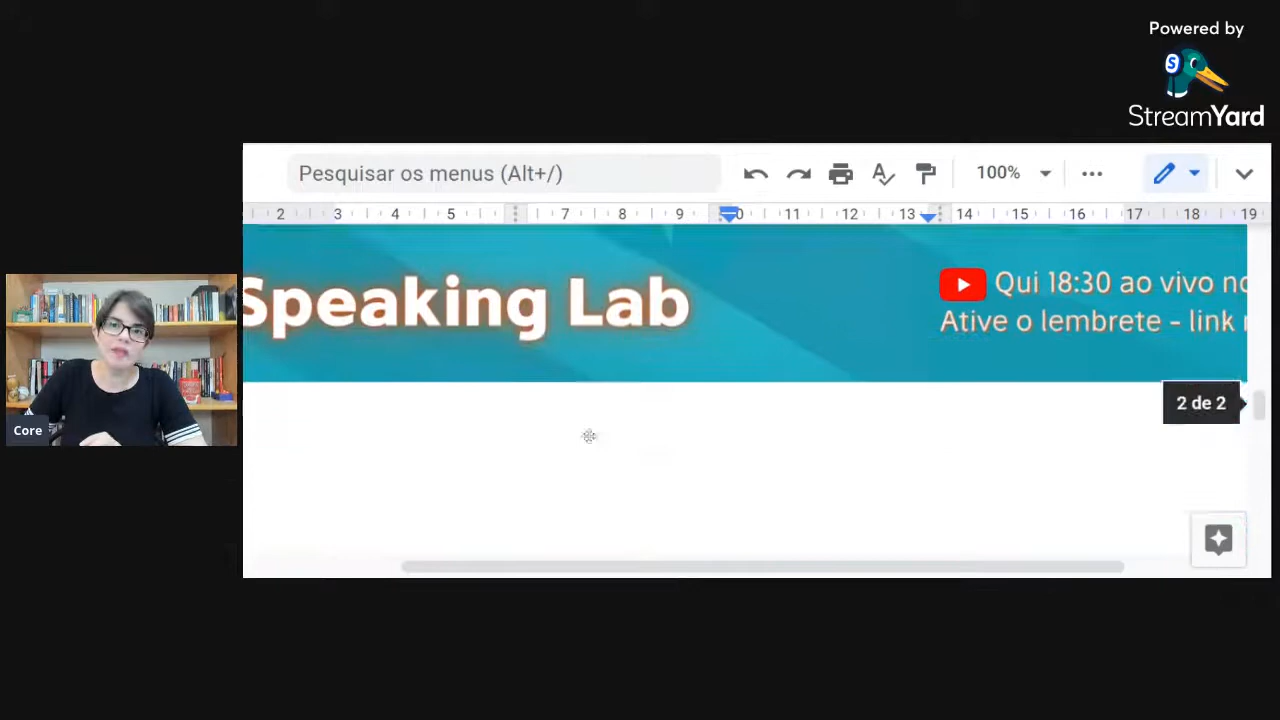 Powered by
StreamYard
Pesquisar os menus (Alt+/)
100%
2 3 4 5 7 8 9 10 11 12 13 14 15 16 17 18 19
Speaking Lab
Qui 18:30 ao vivo no
Ative o lembrete - link
2 de 2
Core